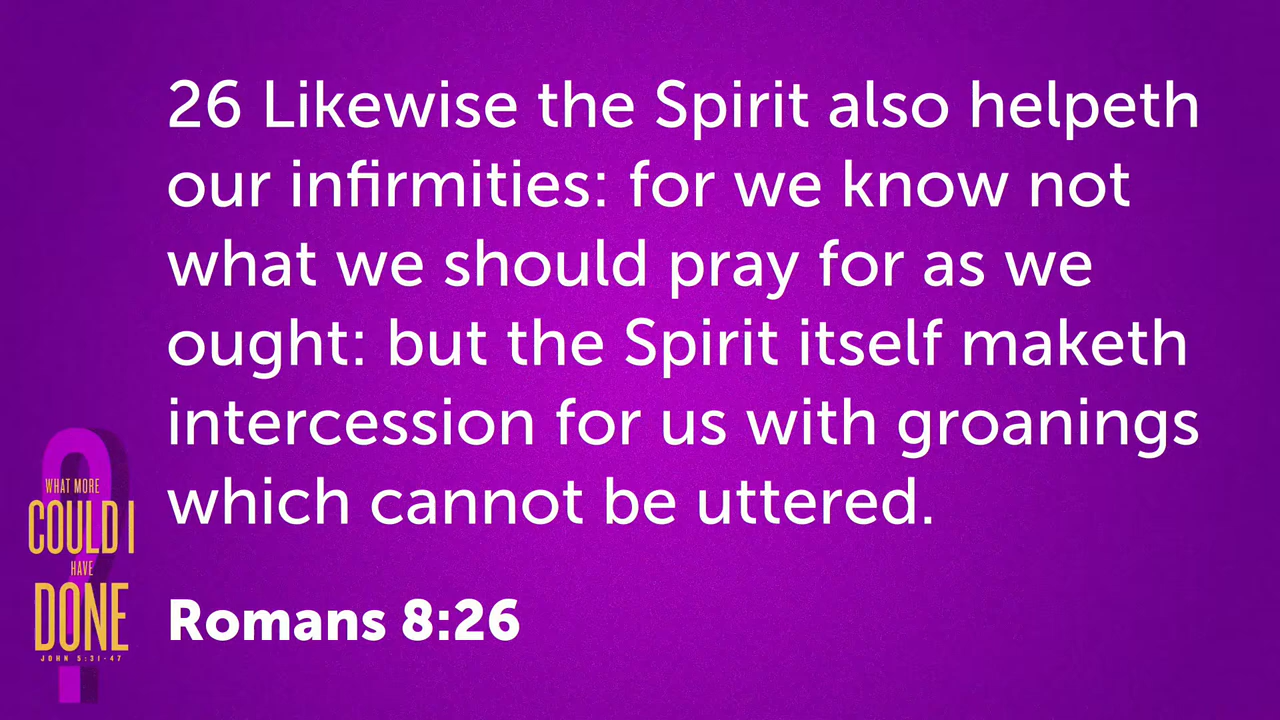 26 Likewise the Spirit also helpeth
our infirmities: for we know not
what we should pray for as we
ought: but the Spirit itself maketh
intercession for us with groanings
which cannot be uttered.
Romans 8:26
WHAT MORE
COULD I
HAVE
DONE
JOHN 5:31-47